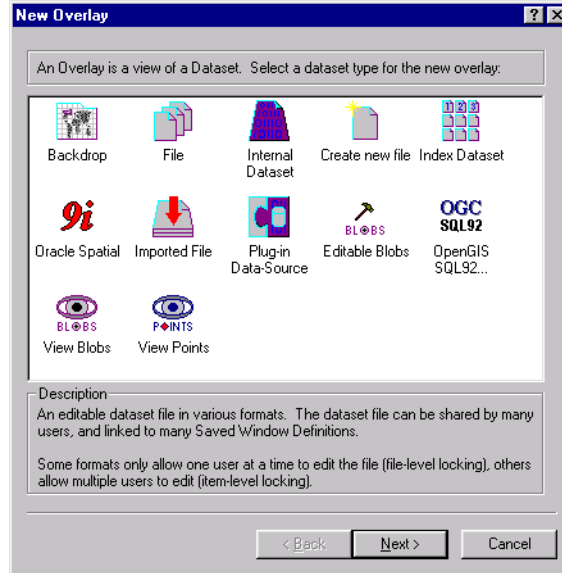 New Overlay
An Overlay is a view of a Dataset. Select a dataset type for the new overlay:
1 2 3
Backdrop File Internal Create new file Index Dataset
Dataset
9i BLOBS OGC
SQL92
Oracle Spatial Imported File Plug-in Editable Blobs OpenGIS
Data-Source SQL92...
BLOBS POINTS
View Blobs View Points
Description
An editable dataset file in various formats. The dataset file can be shared by many
users, and linked to many Saved Window Definitions.
Some formats only allow one user at a time to edit the file (file-level locking), others
allow multiple users to edit (item-level locking).
< Back Next > Cancel